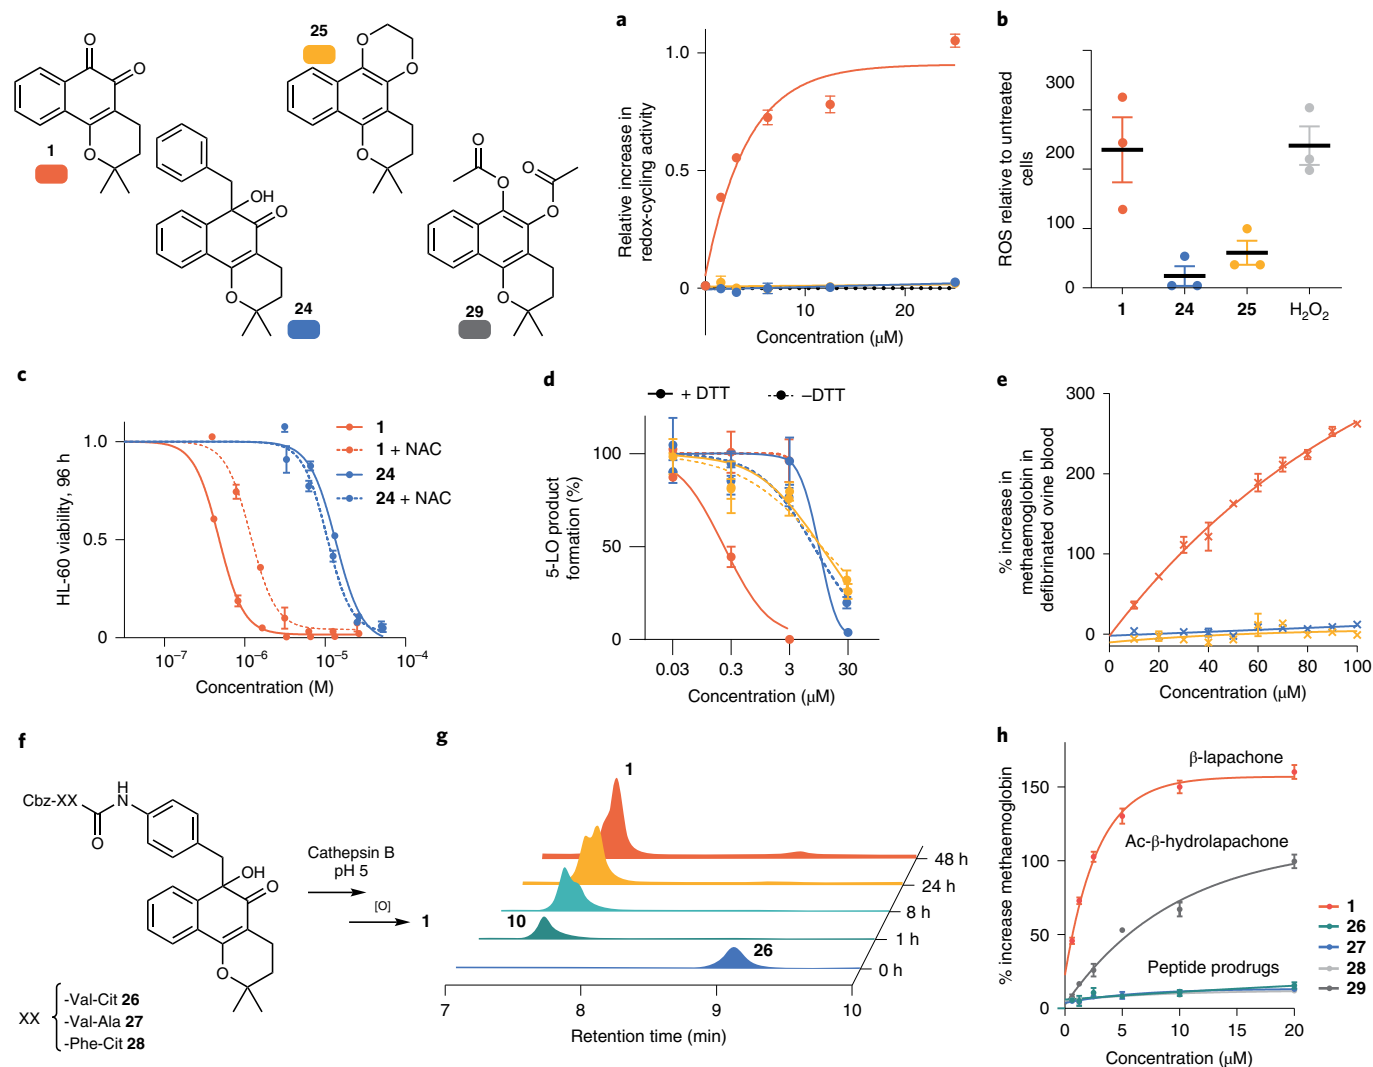 O
O
1
O
25
O
O
O
OH
O
O
24
O
O
O
O
O
29
a
Relative increase in
redox-cycling activity
1.0
0.5
0
10
20
Concentration (μM)
b
ROS relative to untreated
cells
300
200
100
0
1
24
25
H₂O₂
c
HL-60 viability, 96 h
1.0
0.5
0
10⁻⁷
10⁻⁶
10⁻⁵
10⁻⁴
Concentration (M)
1
1 + NAC
24
24 + NAC
d
+ DTT
–DTT
5-LO product
formation (%)
100
50
0
0.03
0.3
3
30
Concentration (μM)
e
% increase in
methaemoglobin in
defibrinated ovine blood
300
200
100
0
0
20
40
60
80
100
Concentration (μM)
f
Cbz-XX
H
N
O
OH
O
O
Cathepsin B
pH 5
[O]
1
XX
-Val-Cit 26
-Val-Ala 27
-Phe-Cit 28
g
1
10
26
48 h
24 h
8 h
1 h
0 h
7
8
9
10
Retention time (min)
h
% increase methaemoglobin
150
100
50
0
0
5
10
15
20
Concentration (μM)
β-lapachone
Ac-β-hydrolapachone
Peptide prodrugs
1
26
27
28
29